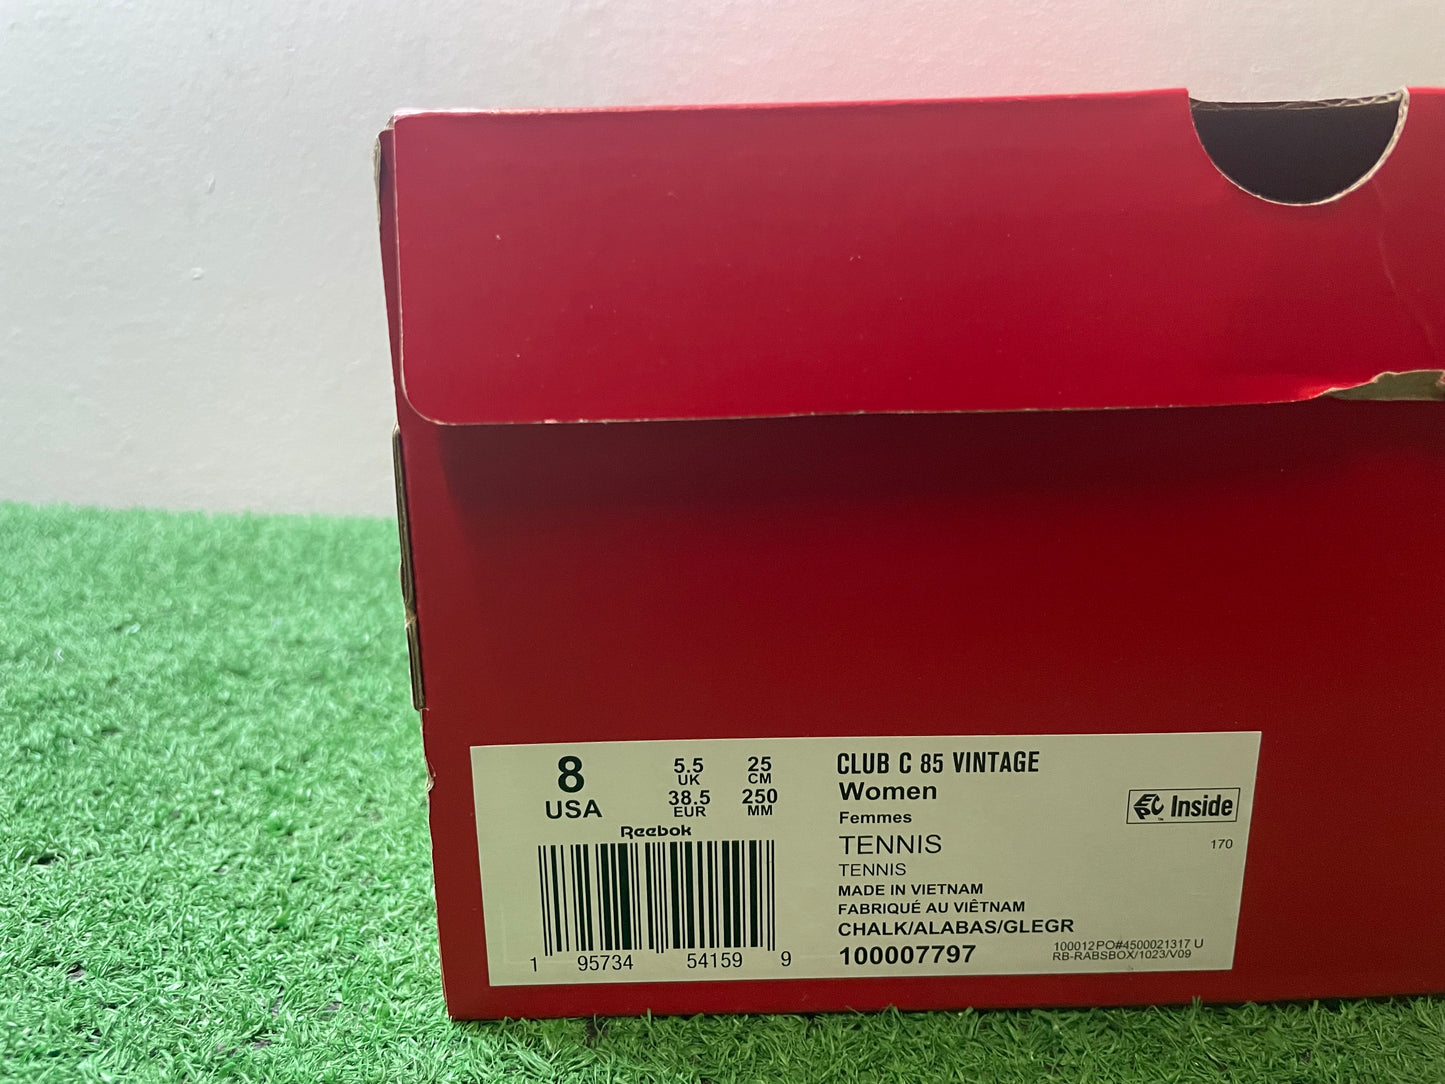 8
USA
5.5
UK
38.5
EUR
25
CM
250
MM
Reebok
1 95734 54159 9
CLUB C 85 VINTAGE
Women
Femmes
TENNIS
TENNIS
MADE IN VIETNAM
FABRIQUÉ AU VIÊTNAM
CHALK/ALABAS/GLEGR
100007797
Inside
170
100012PO#4500021317 U
RB-RABSBOX/1023/V09